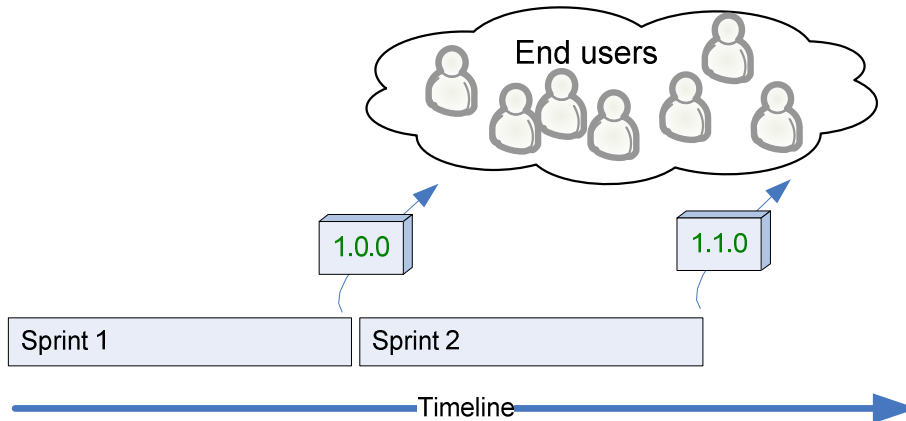 End users
1.0.0
1.1.0
Sprint 1
Sprint 2
Timeline